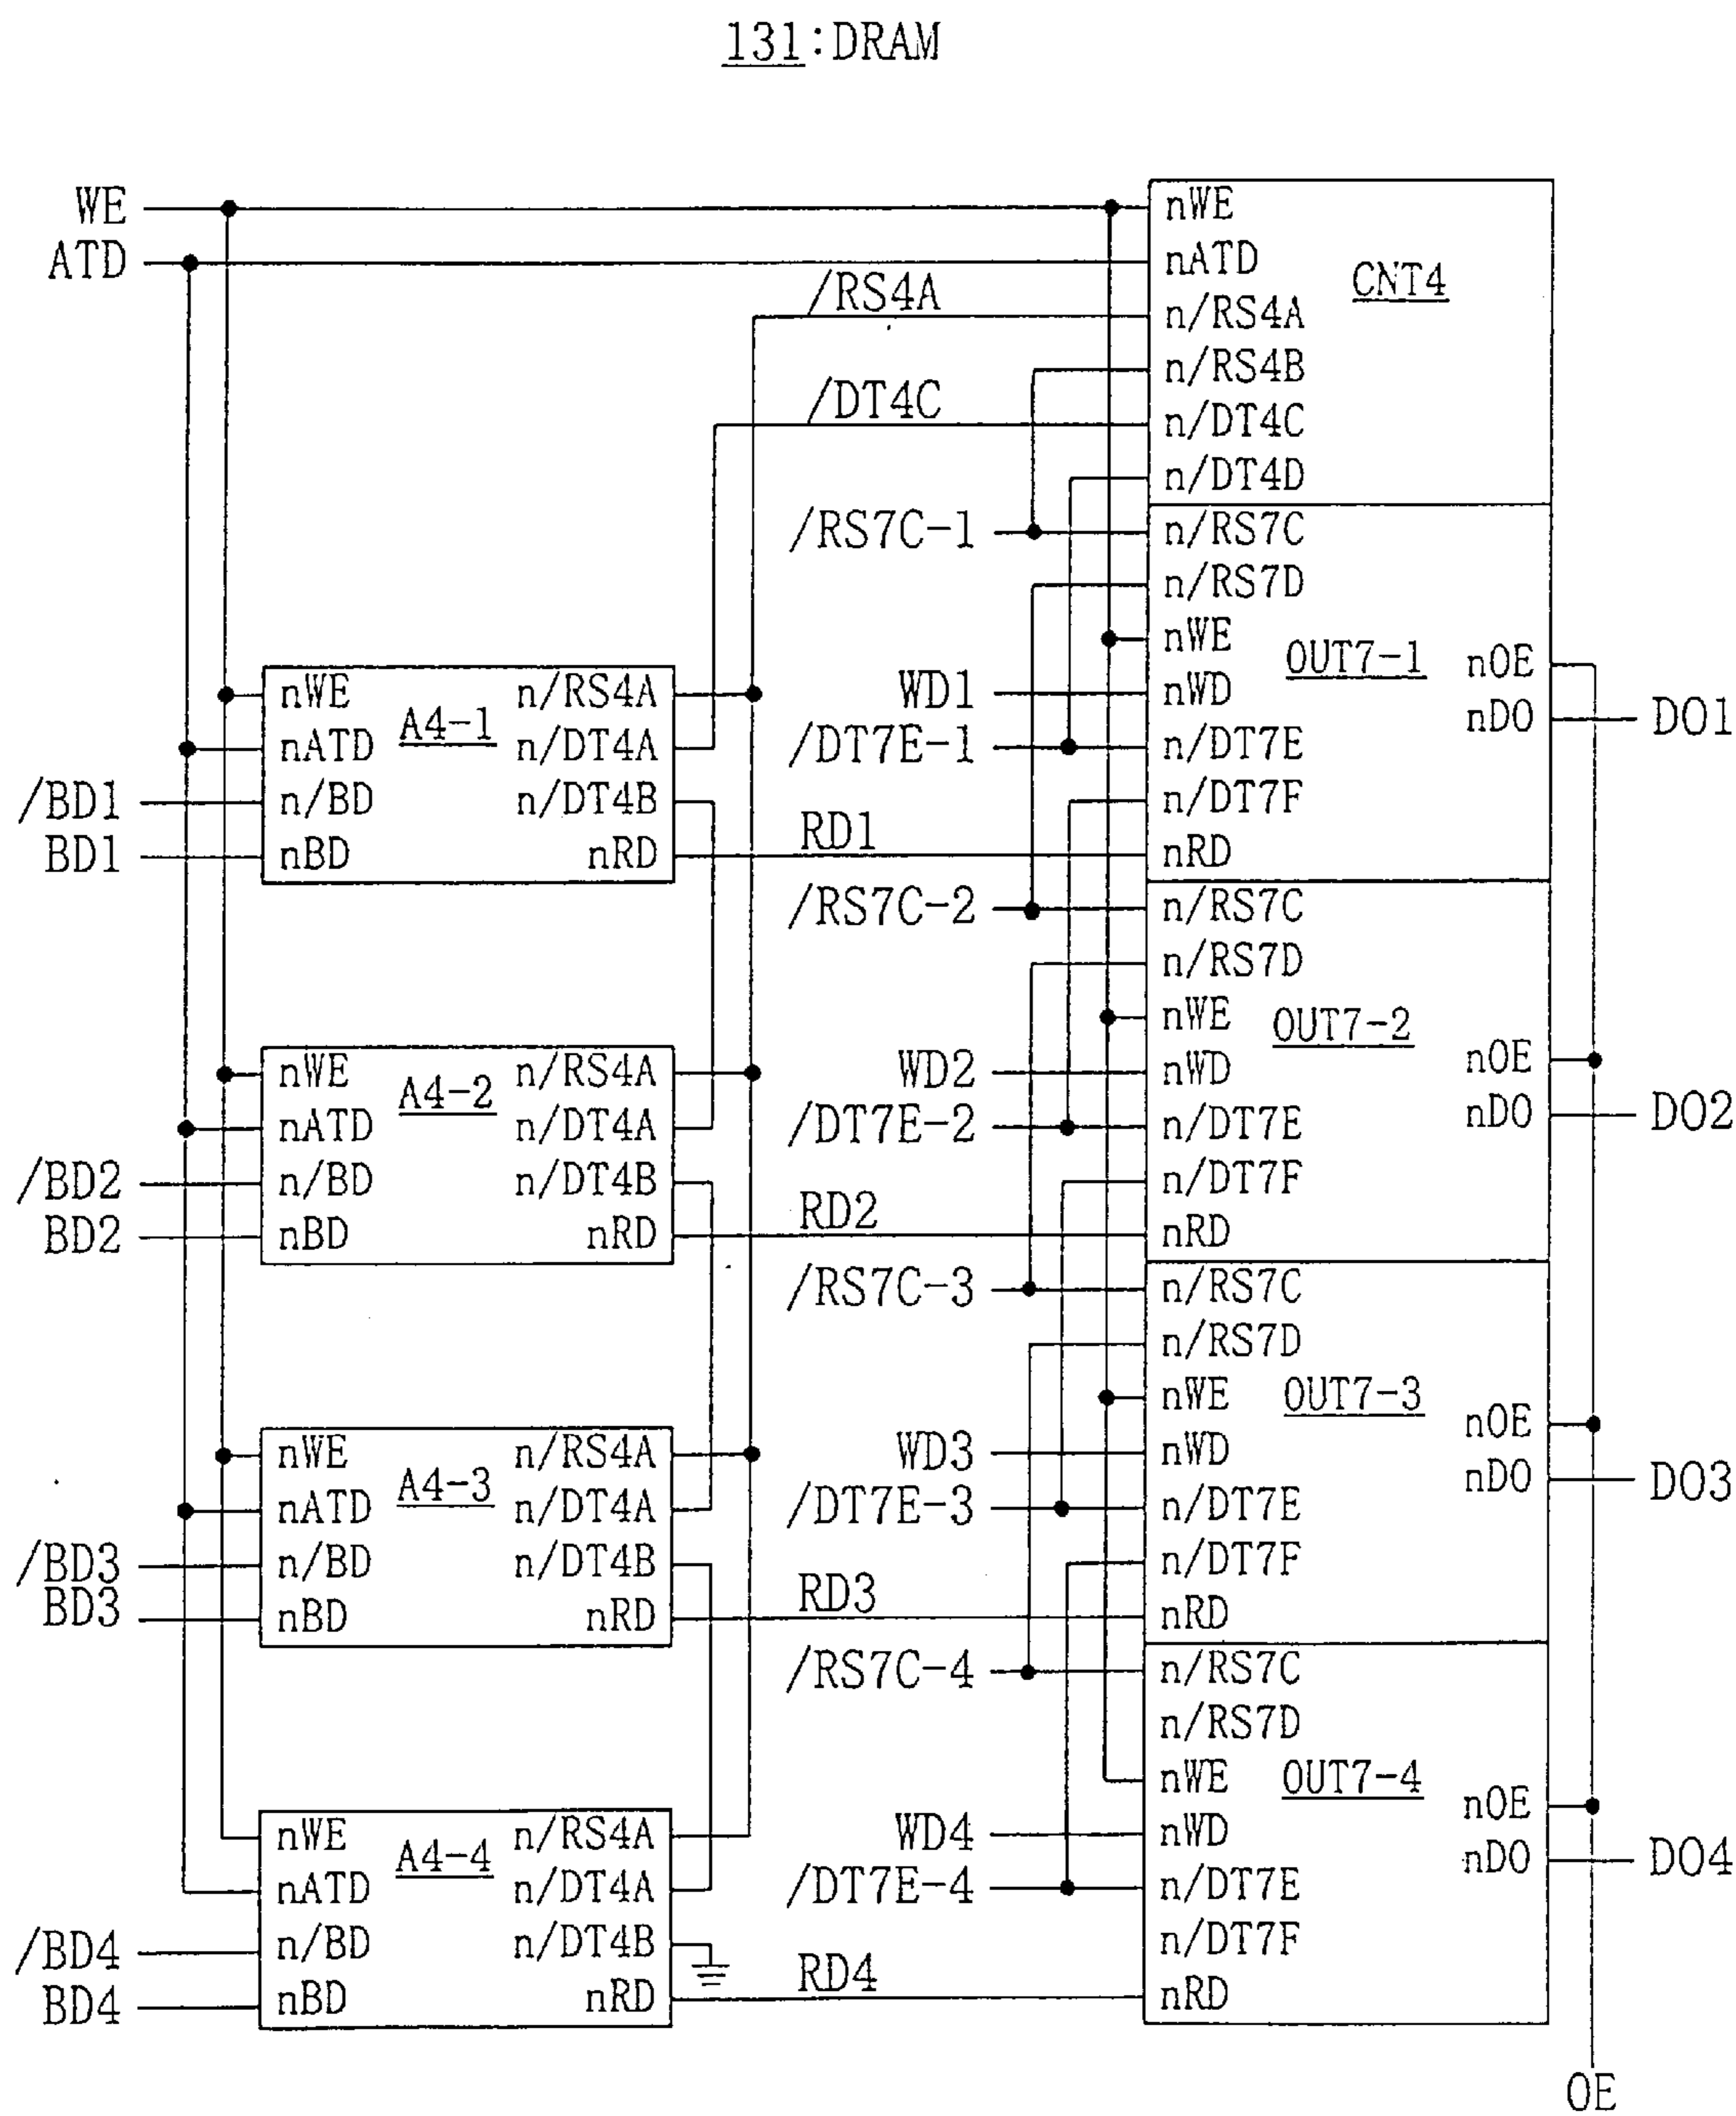 131:DRAM
WE
ATD
/RS4A
/DT4C
nWE
nATD
n/RS4A
n/RS4B
n/DT4C
n/DT4D
CNT4
/RS7C-1
WD1
/DT7E-1
n/RS7C
n/RS7D
nWE
nWD
n/DT7E
n/DT7F
nRD
OUT7-1
nOE
nDO
DO1
nWE
nATD
n/BD
nBD
A4-1
n/RS4A
n/DT4A
n/DT4B
nRD
/BD1
BD1
RD1
/RS7C-2
WD2
/DT7E-2
n/RS7C
n/RS7D
nWE
nWD
n/DT7E
n/DT7F
nRD
OUT7-2
nOE
nDO
DO2
nWE
nATD
n/BD
nBD
A4-2
n/RS4A
n/DT4A
n/DT4B
nRD
/BD2
BD2
RD2
/RS7C-3
WD3
/DT7E-3
n/RS7C
n/RS7D
nWE
nWD
n/DT7E
n/DT7F
nRD
OUT7-3
nOE
nDO
DO3
nWE
nATD
n/BD
nBD
A4-3
n/RS4A
n/DT4A
n/DT4B
nRD
/BD3
BD3
RD3
/RS7C-4
WD4
/DT7E-4
n/RS7C
n/RS7D
nWE
nWD
n/DT7E
n/DT7F
nRD
OUT7-4
nOE
nDO
DO4
nWE
nATD
n/BD
nBD
A4-4
n/RS4A
n/DT4A
n/DT4B
nRD
/BD4
BD4
RD4
OE